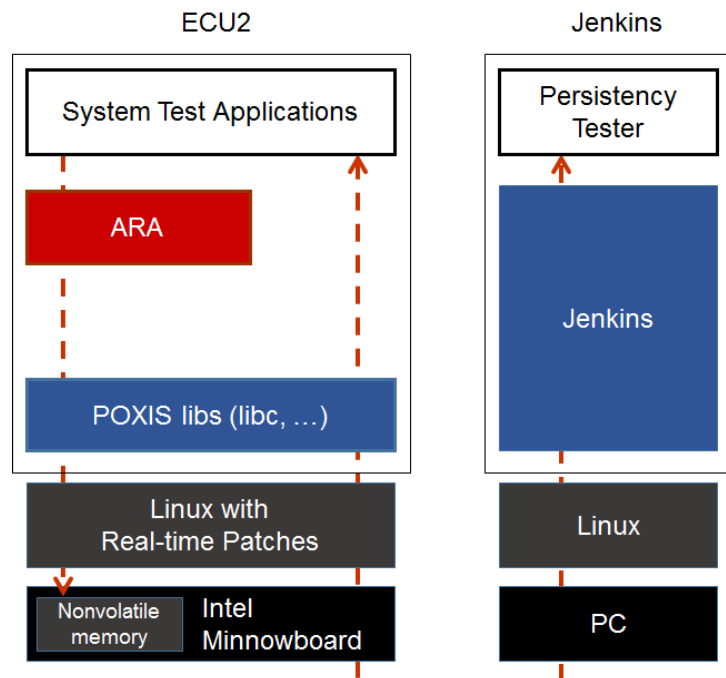 ECU2
System Test Applications
ARA
POXIS libs (libc, …)
Linux with
Real-time Patches
Nonvolatile
memory
Intel
Minnowboard
Jenkins
Persistency
Tester
Jenkins
Linux
PC